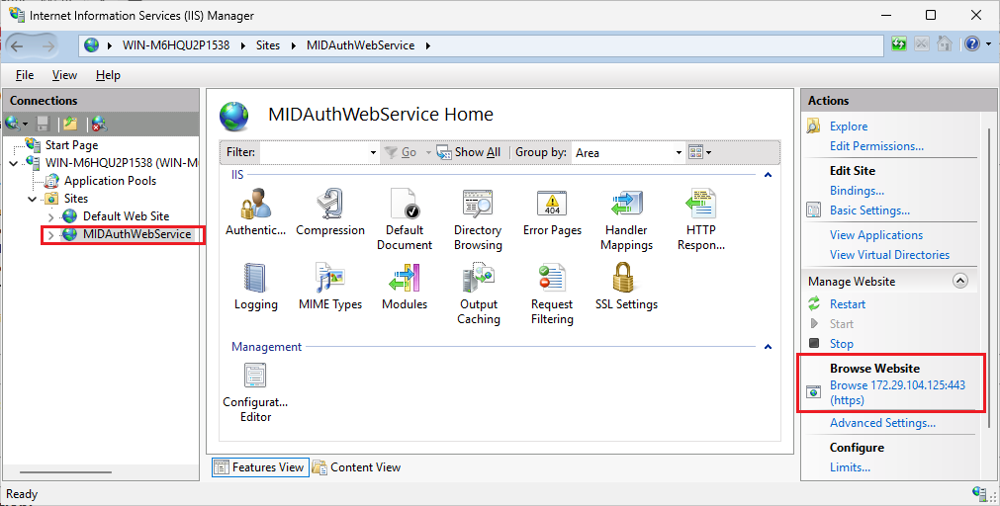 Internet Information Services (IIS) Manager
WIN-M6HQU2P1538
Sites
MIDAuthWebService
File
View
Help
Connections
Start Page
WIN-M6HQU2P1538 (WIN-M
Application Pools
Sites
Default Web Site
MIDAuthWebService
MIDAuthWebService Home
Filter:
Go
Show All
Group by:
Area
IIS
Authentic...
Compression
Default
Document
Directory
Browsing
Error Pages
404
Handler
Mappings
HTTP
Respon...
Logging
MIME Types
Modules
Output
Caching
Request
Filtering
SSL Settings
Management
Configurat...
Editor
Features View
Content View
Actions
Explore
Edit Permissions...
Edit Site
Bindings...
Basic Settings...
View Applications
View Virtual Directories
Manage Website
Restart
Start
Stop
Browse Website
Browse 172.29.104.125:443
(https)
Advanced Settings...
Configure
Limits...
Ready